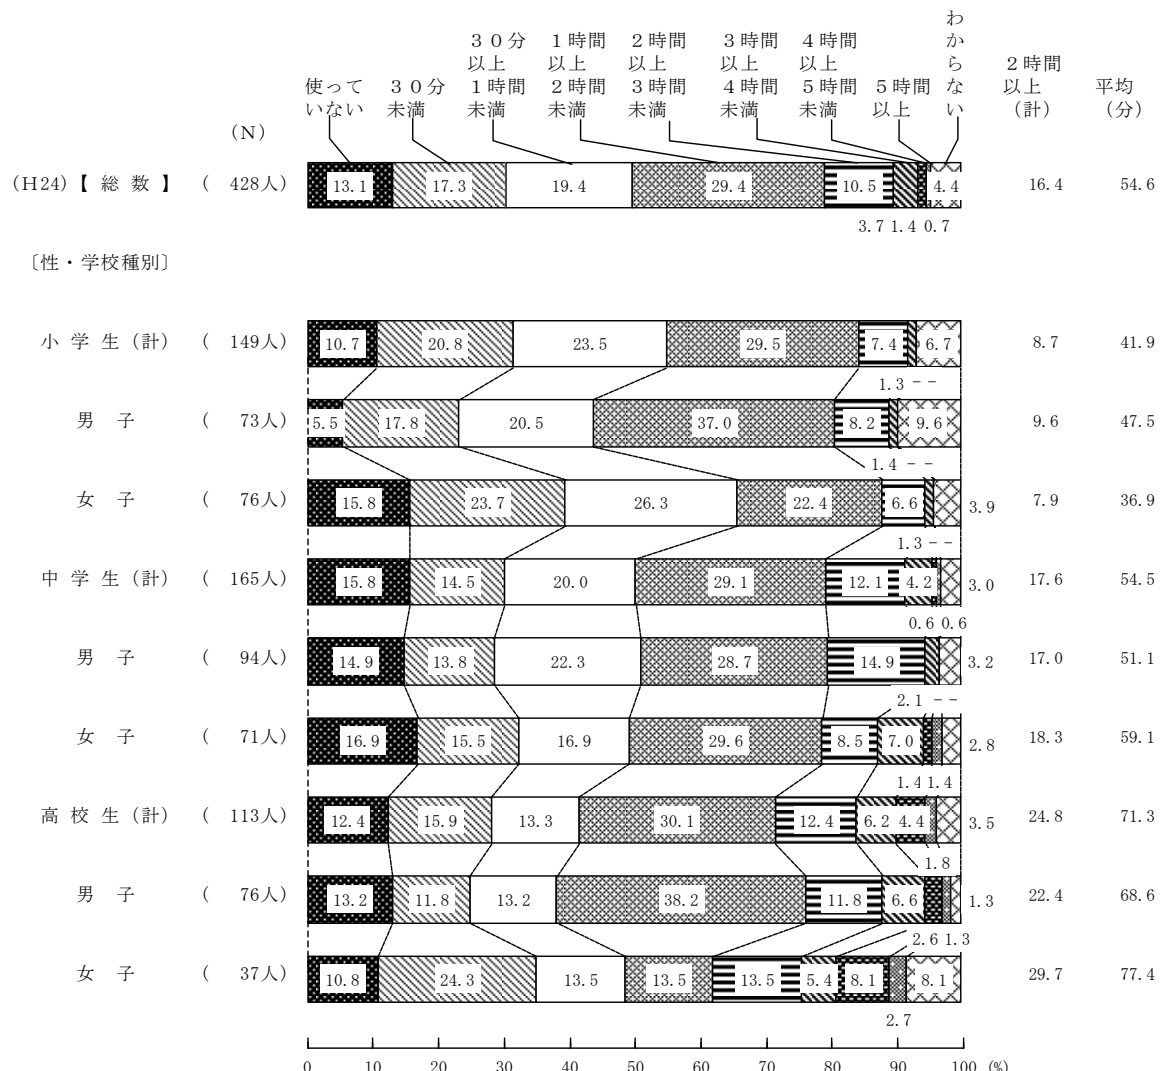 使って
いない
３０分
未満
３０分
以上
１時間
未満
１時間
以上
２時間
未満
２時間
以上
３時間
未満
３時間
以上
４時間
未満
４時間
以上
５時間
未満
５時間
以上
わからない
２時間
以上
（計）
平均
（分）
（N）
(H24)【 総 数 】 ( 428人) 13.1 17.3 19.4 29.4 10.5 4.4 16.4 54.6
3.7 1.4 0.7
〔性・学校種別〕
小 学 生（計） ( 149人) 10.7 20.8 23.5 29.5 7.4 6.7 8.7 41.9
1.3 - -
男 子 ( 73人) 5.5 17.8 20.5 37.0 8.2 9.6 9.6 47.5
1.4 - -
女 子 ( 76人) 15.8 23.7 26.3 22.4 6.6 3.9 7.9 36.9
1.3 - -
中 学 生（計） ( 165人) 15.8 14.5 20.0 29.1 12.1 4.2 3.0 17.6 54.5
0.6 0.6
男 子 ( 94人) 14.9 13.8 22.3 28.7 14.9 3.2 17.0 51.1
2.1 - -
女 子 ( 71人) 16.9 15.5 16.9 29.6 8.5 7.0 2.8 18.3 59.1
1.4 1.4
高 校 生（計） ( 113人) 12.4 15.9 13.3 30.1 12.4 6.2 4.4 3.5 24.8 71.3
1.8
男 子 ( 76人) 13.2 11.8 13.2 38.2 11.8 6.6 1.3 22.4 68.6
2.6 1.3
女 子 ( 37人) 10.8 24.3 13.5 13.5 13.5 5.4 8.1 8.1 29.7 77.4
2.7
0 10 20 30 40 50 60 70 80 90 100 (%)